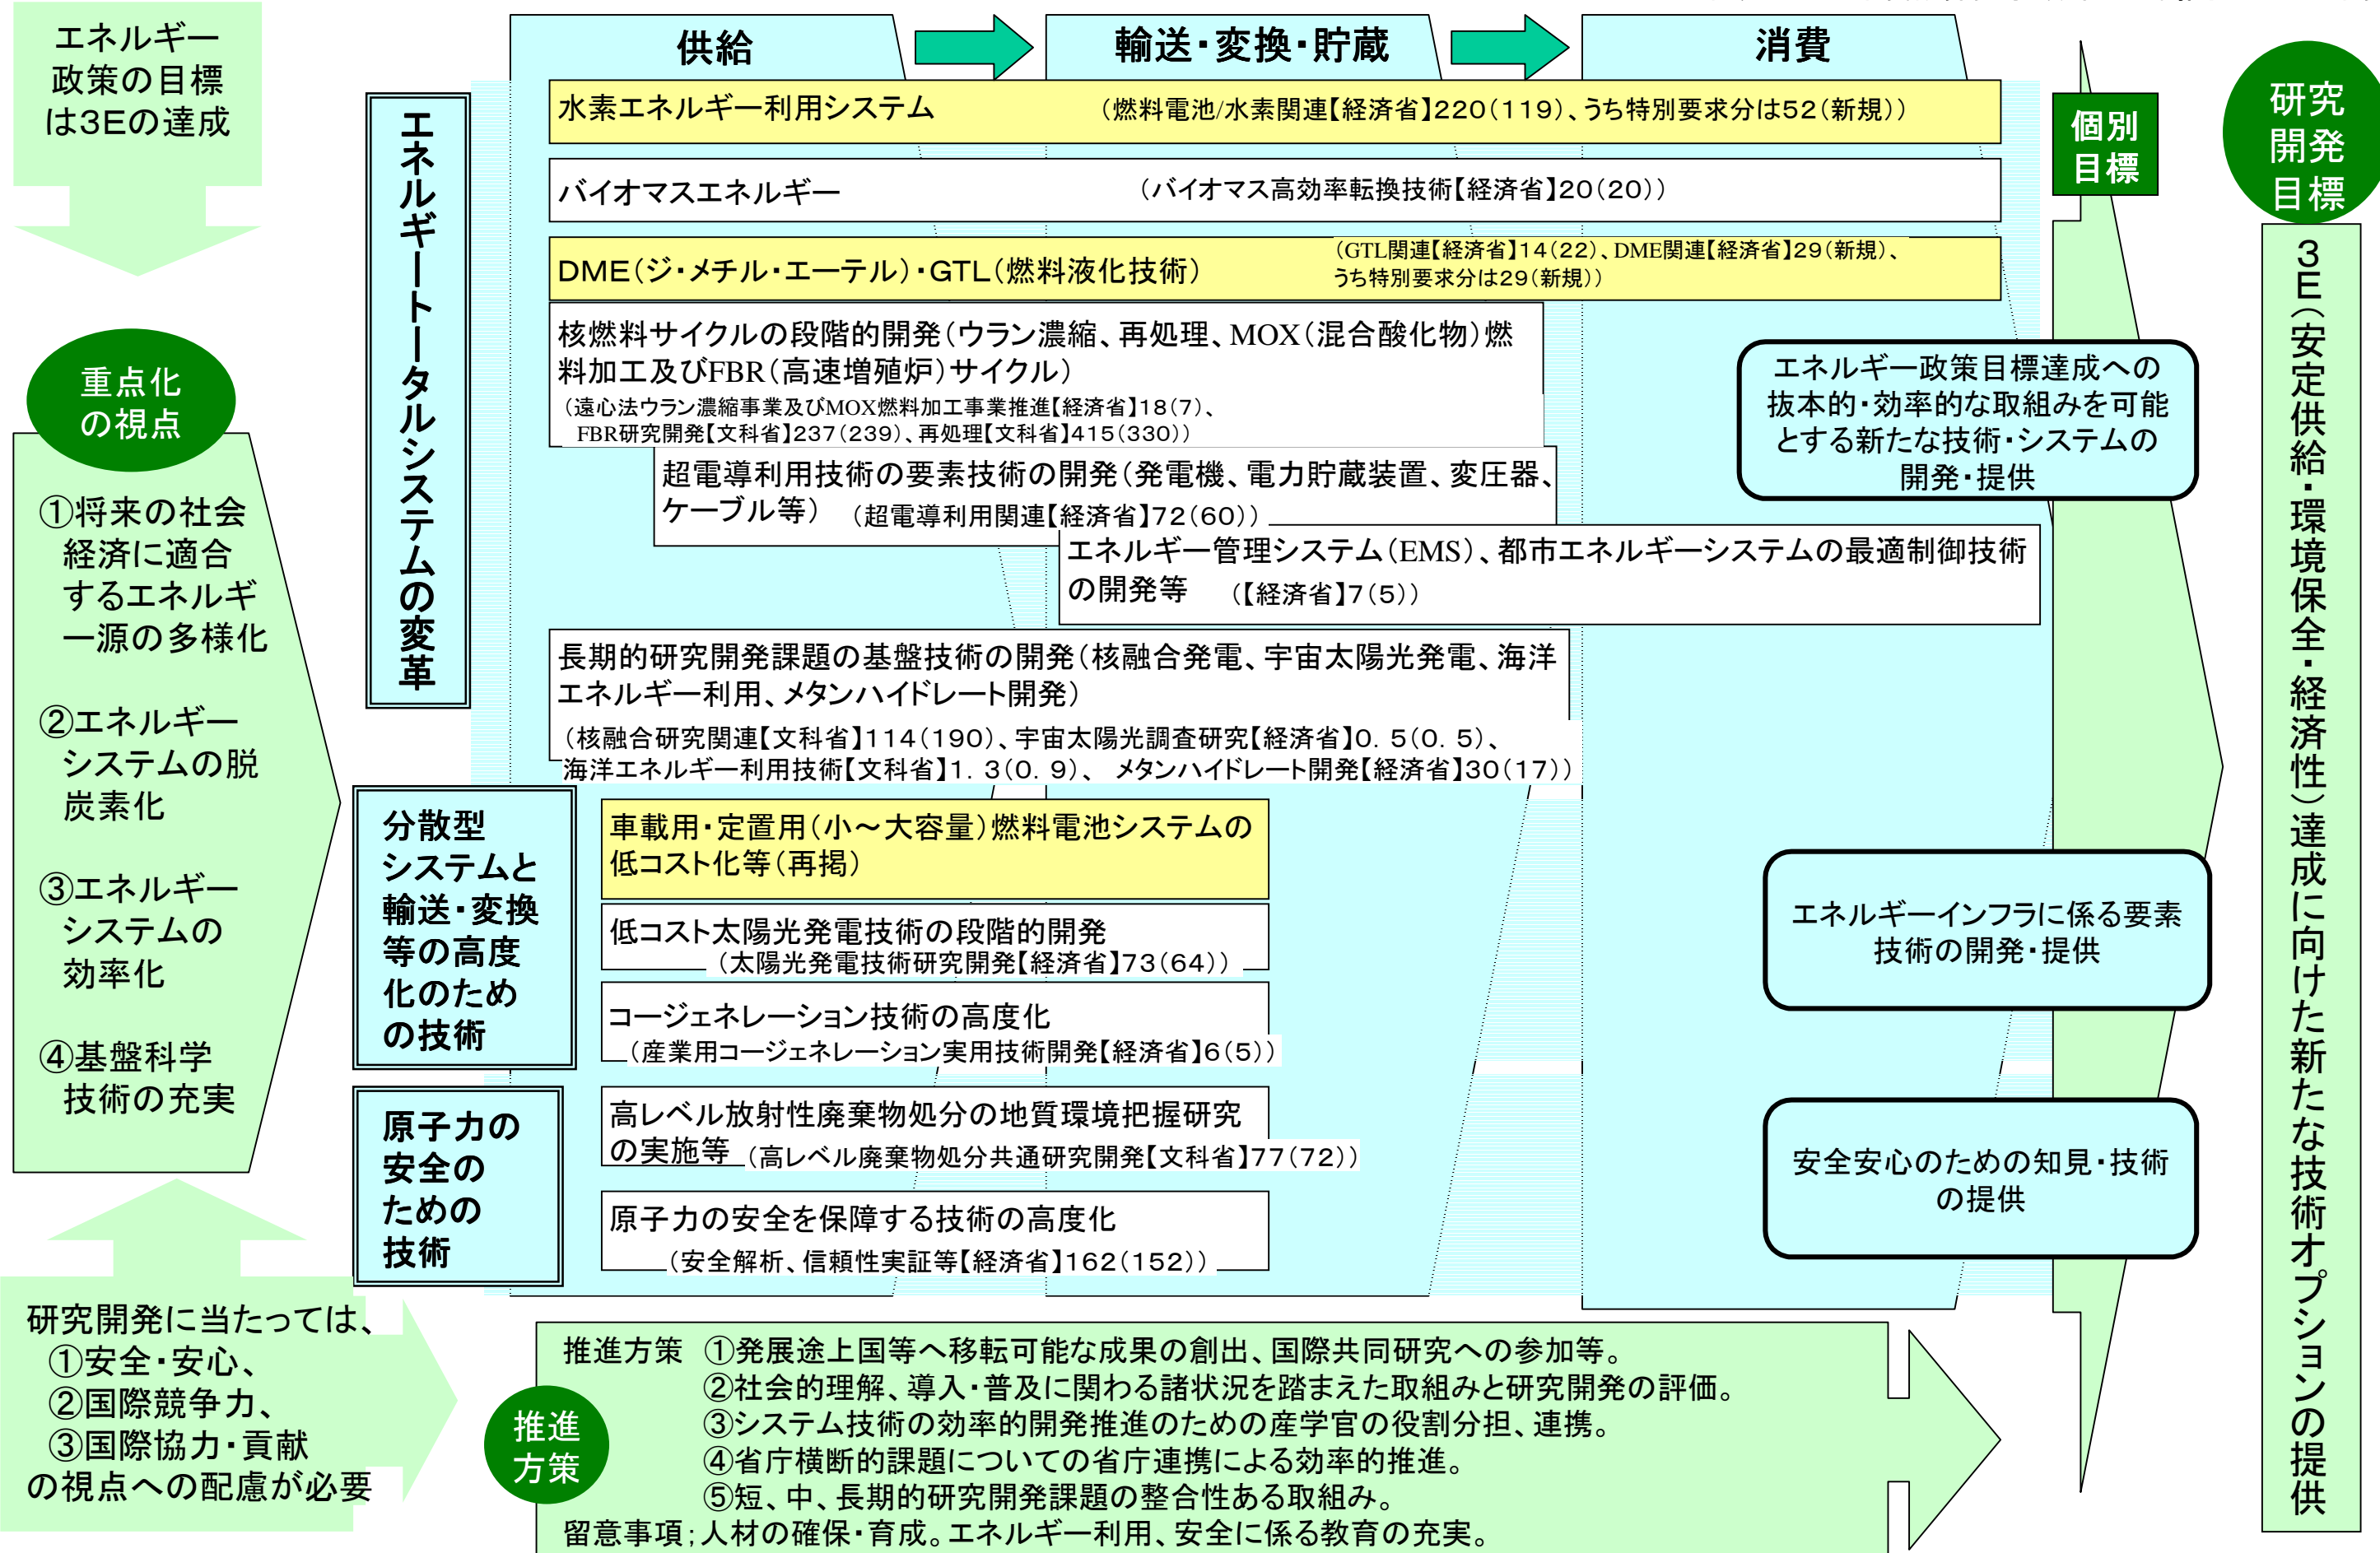 エネルギー
政策の目標
は3Eの達成
供給
輸送・変換・貯蔵
消費
エネルギートータルシステムの変革
水素エネルギー利用システム
（燃料電池/水素関連【経済省】220(119)、うち特別要求分は52(新規)）
バイオマスエネルギー
（バイオマス高効率転換技術【経済省】20(20)）
DME(ジ・メチル・エーテル)・GTL(燃料液化技術)
（GTL関連【経済省】14(22)、DME関連【経済省】29(新規)、
うち特別要求分は29(新規)）
核燃料サイクルの段階的開発(ウラン濃縮、再処理、MOX(混合酸化物)燃
料加工及びFBR(高速増殖炉)サイクル)
（遠心法ウラン濃縮事業及びMOX燃料加工事業推進【経済省】18(7)、
FBR研究開発【文科省】237(239)、再処理【文科省】415(330)）
超電導利用技術の要素技術の開発(発電機、電力貯蔵装置、変圧器、
ケーブル等) （超電導利用関連【経済省】72(60)）
エネルギー管理システム(EMS)、都市エネルギーシステムの最適制御技術
の開発等 （【経済省】7(5)）
長期的研究開発課題の基盤技術の開発(核融合発電、宇宙太陽光発電、海洋
エネルギー利用、メタンハイドレート開発)
（核融合研究関連【文科省】114(190)、宇宙太陽光調査研究【経済省】0.5(0.5)、
海洋エネルギー利用技術【文科省】1.3(0.9)、 メタンハイドレート開発【経済省】30(17)）
分散型
システムと
輸送・変換
等の高度
化のため
の技術
車載用・定置用(小～大容量)燃料電池システムの
低コスト化等(再掲)
低コスト太陽光発電技術の段階的開発
（太陽光発電技術研究開発【経済省】73(64)）
コージェネレーション技術の高度化
（産業用コージェネレーション実用技術開発【経済省】6(5)）
原子力の
安全の
ための
技術
高レベル放射性廃棄物処分の地質環境把握研究
の実施等 （高レベル廃棄物処分共通研究開発【文科省】77(72)）
原子力の安全を保障する技術の高度化
（安全解析、信頼性実証等【経済省】162(152)）
重点化
の視点
①将来の社会
経済に適合
するエネルギ
ー源の多様化
②エネルギー
システムの脱
炭素化
③エネルギー
システムの
効率化
④基盤科学
技術の充実
研究開発に当たっては、
①安全・安心、
②国際競争力、
③国際協力・貢献
の視点への配慮が必要
推進
方策
推進方策 ①発展途上国等へ移転可能な成果の創出、国際共同研究への参加等。
②社会的理解、導入・普及に関わる諸状況を踏まえた取組みと研究開発の評価。
③システム技術の効率的開発推進のための産学官の役割分担、連携。
④省庁横断的課題についての省庁連携による効率的推進。
⑤短、中、長期的研究開発課題の整合性ある取組み。
留意事項;人材の確保・育成。エネルギー利用、安全に係る教育の充実。
個別
目標
エネルギー政策目標達成への
抜本的・効率的な取組みを可能
とする新たな技術・システムの
開発・提供
エネルギーインフラに係る要素
技術の開発・提供
安全安心のための知見・技術
の提供
研究
開発
目標
3E(安定供給・環境保全・経済性)達成に向けた新たな技術オプションの提供